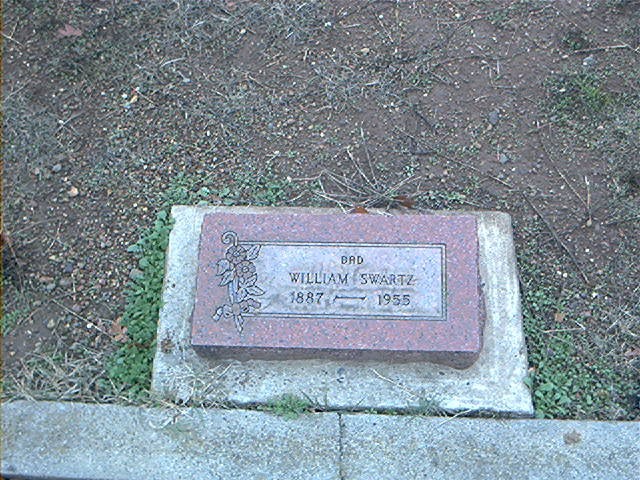 DAD
WILLIAM SWARTZ
1887 — 1955